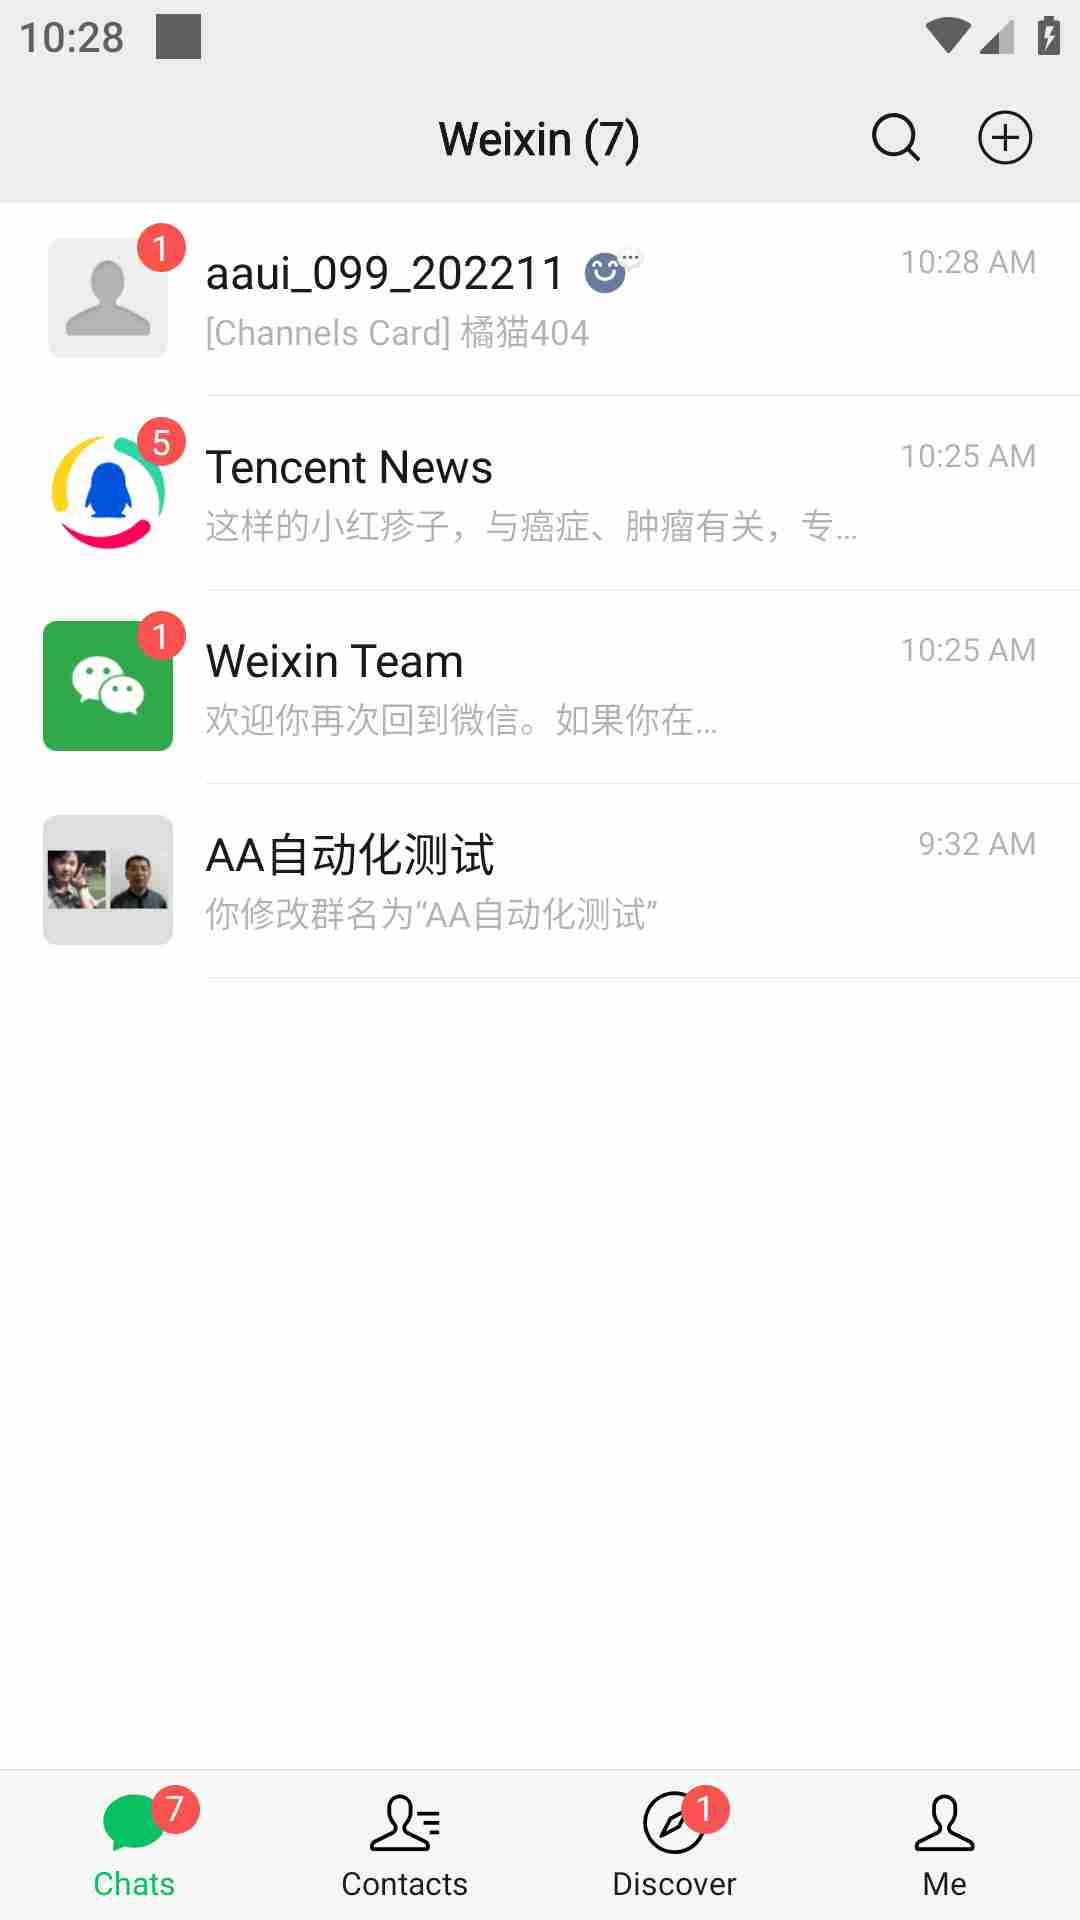 10:28
Weixin (7)
1
aaui_099_202211
10:28 AM
[Channels Card] 橘猫404
5
Tencent News
10:25 AM
这样的小红疹子，与癌症、肿瘤有关，专...
1
Weixin Team
10:25 AM
欢迎你再次回到微信。如果你在...
AA自动化测试
9:32 AM
你修改群名为“AA自动化测试”
7
1
Chats
Contacts
Discover
Me